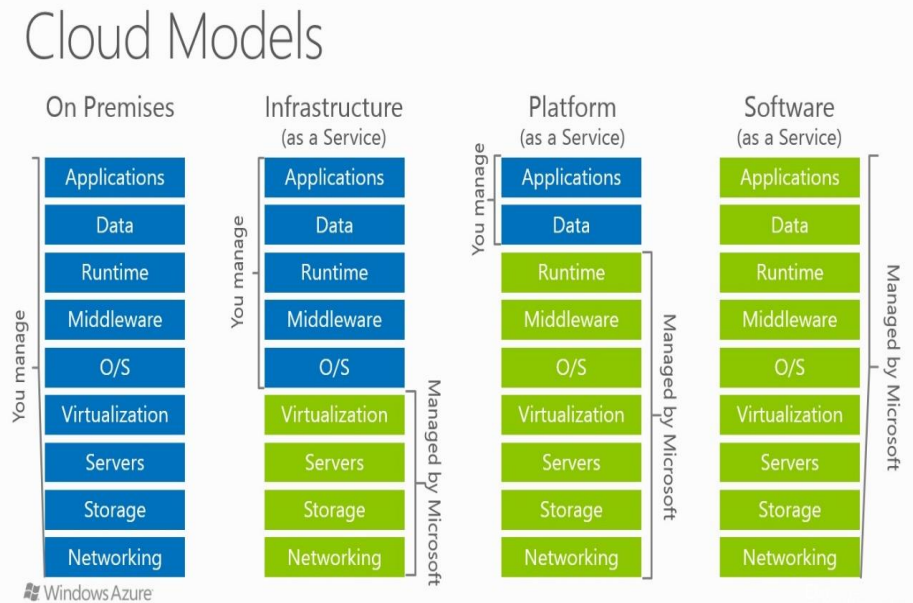 Cloud Models
On Premises
You manage
Applications
Data
Runtime
Middleware
O/S
Virtualization
Servers
Storage
Networking
Infrastructure
(as a Service)
You manage
Applications
Data
Runtime
Middleware
O/S
Virtualization
Servers
Storage
Networking
Managed by Microsoft
Platform
(as a Service)
You manage
Applications
Data
Runtime
Middleware
O/S
Virtualization
Servers
Storage
Networking
Managed by Microsoft
Software
(as a Service)
Applications
Data
Runtime
Middleware
O/S
Virtualization
Servers
Storage
Networking
Managed by Microsoft
Windows Azure